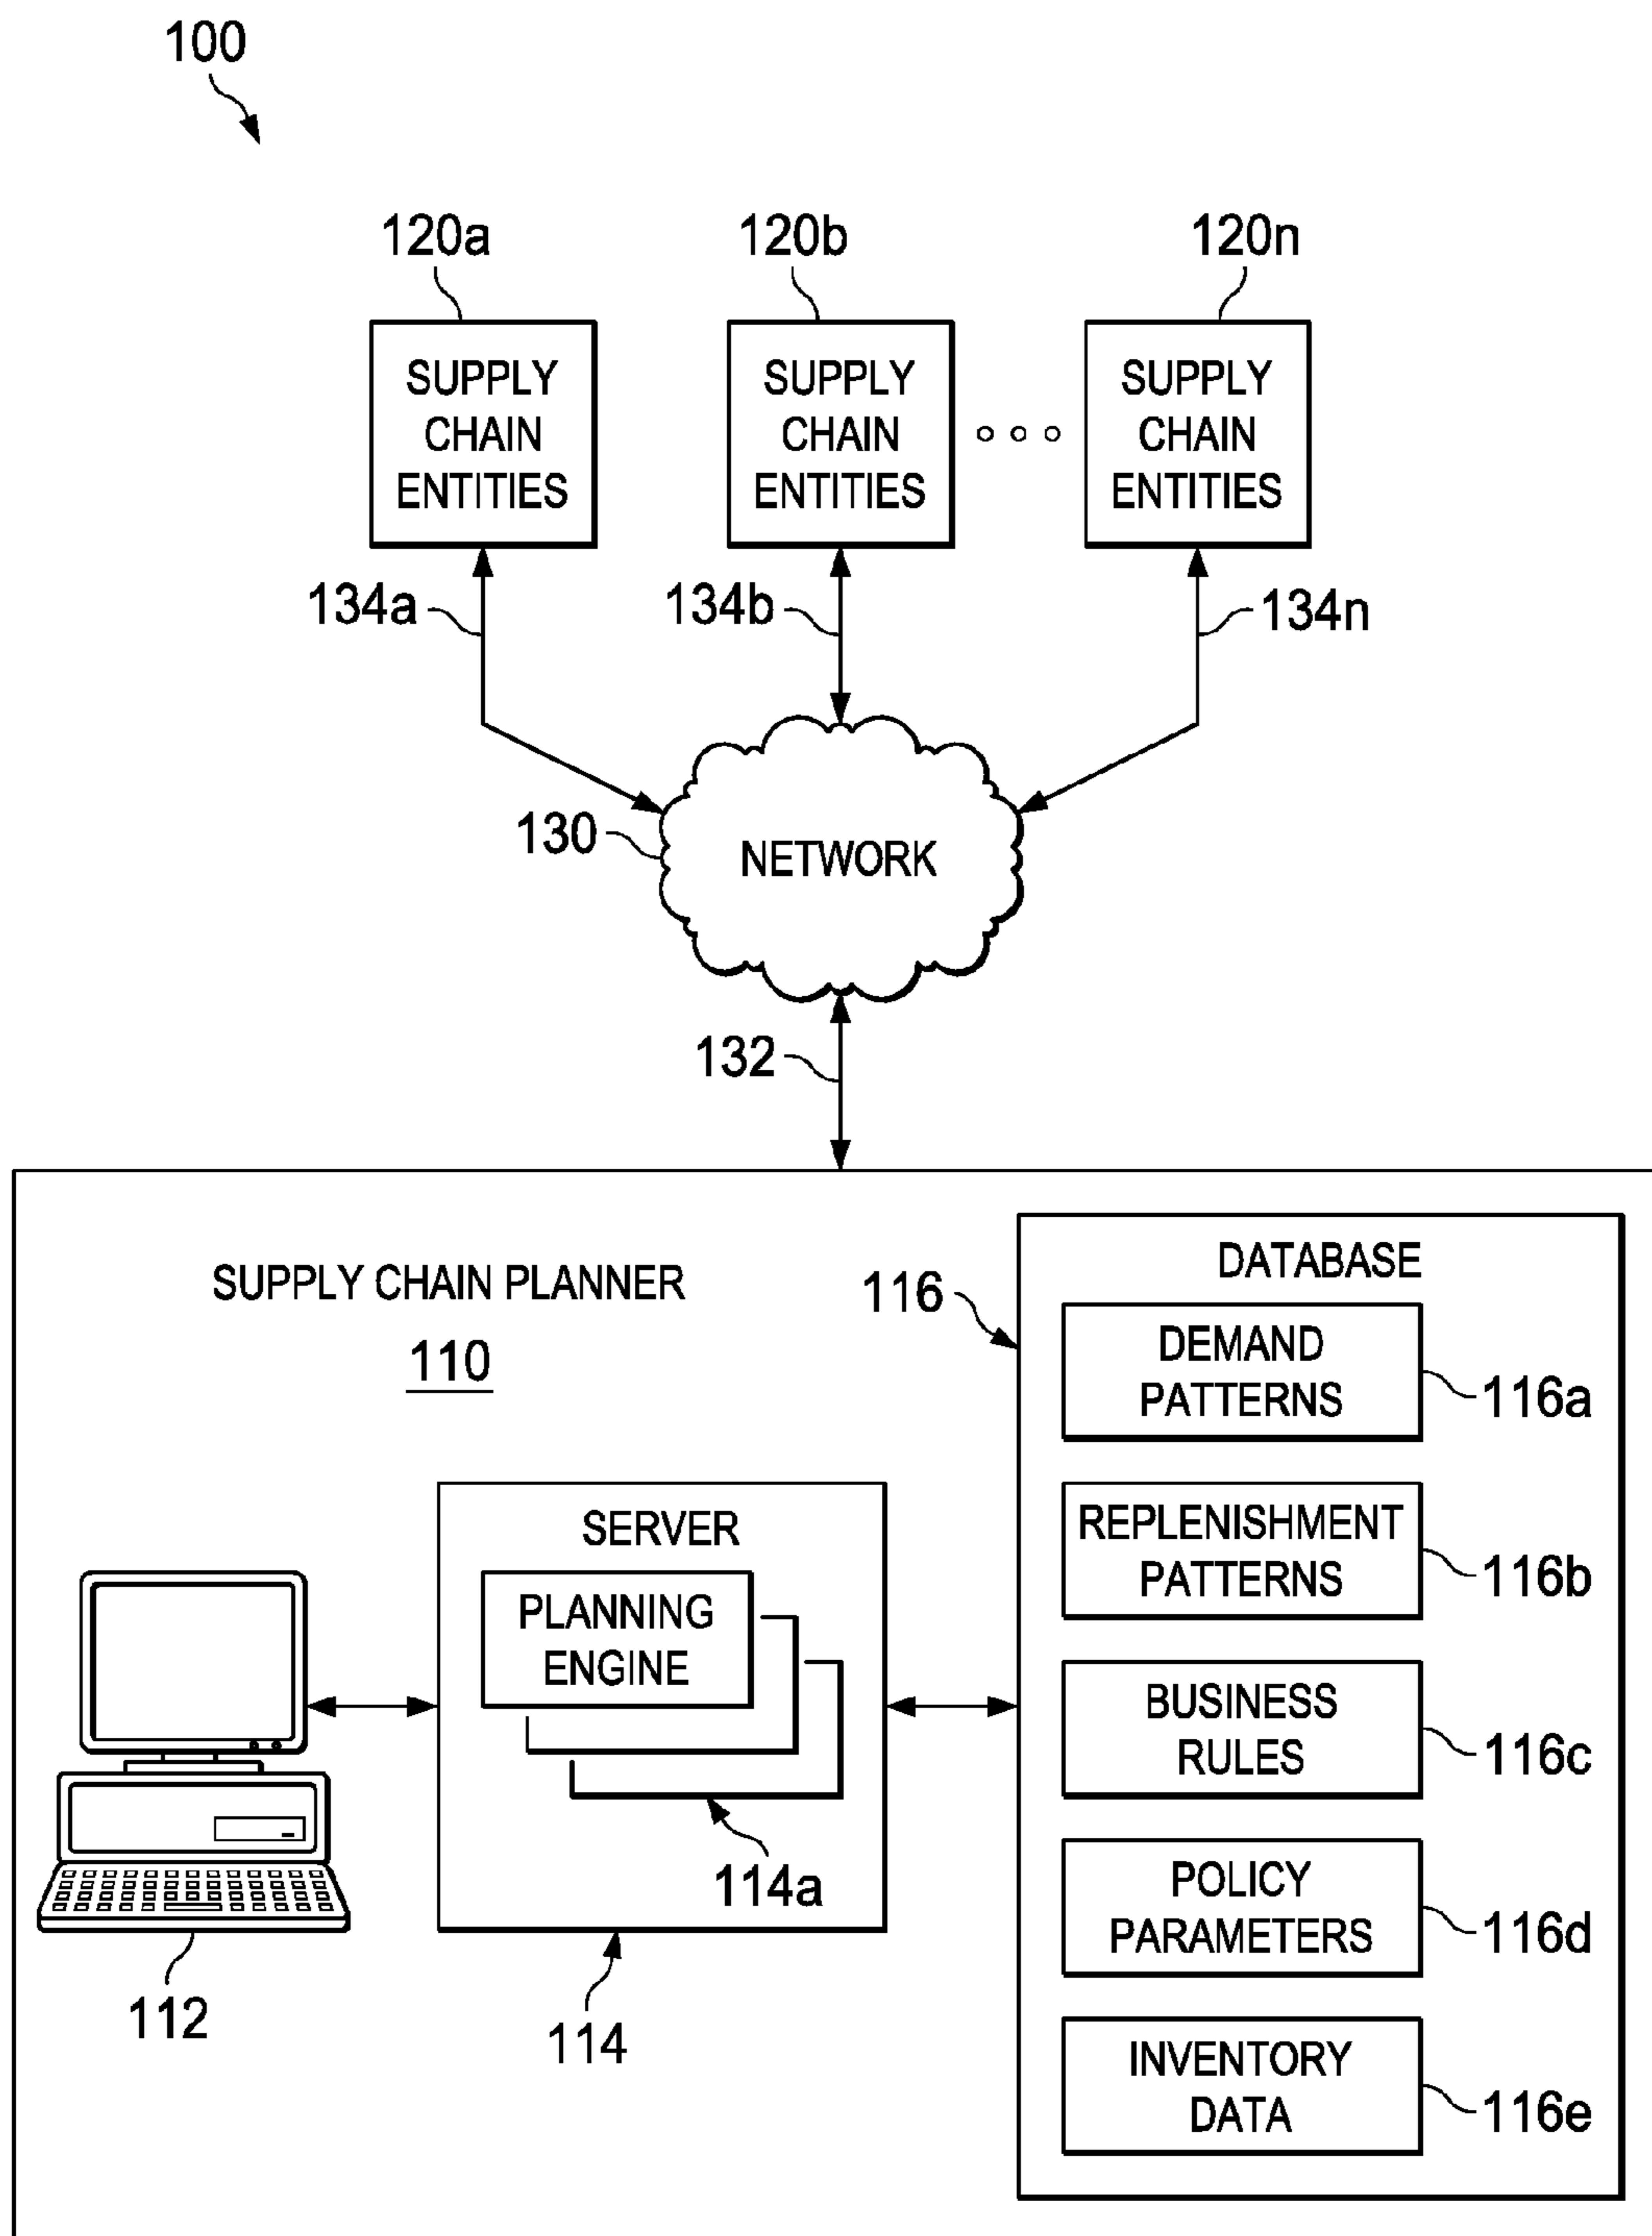 100
120a
120b
120n
SUPPLY
CHAIN
ENTITIES
SUPPLY
CHAIN
ENTITIES
SUPPLY
CHAIN
ENTITIES
134a
134b
134n
130
NETWORK
132
SUPPLY CHAIN PLANNER
110
DATABASE
116
DEMAND
PATTERNS
116a
REPLENISHMENT
PATTERNS
116b
BUSINESS
RULES
116c
POLICY
PARAMETERS
116d
INVENTORY
DATA
116e
SERVER
PLANNING
ENGINE
114a
112
114